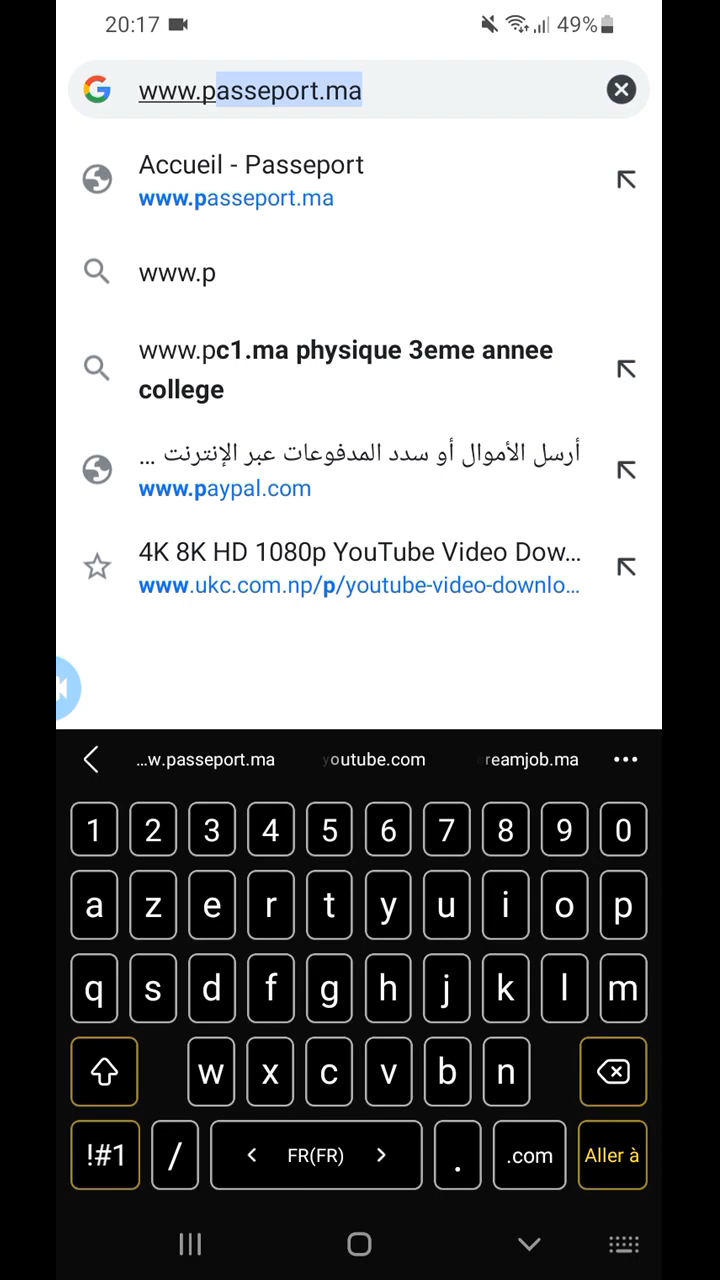 20:17
49%
www.passeport.ma
Accueil - Passeport
www.passeport.ma
www.p
www.pc1.ma physique 3eme annee
college
أرسل الأموال أو سدد المدفوعات عبر الإنترنت ...
www.paypal.com
4K 8K HD 1080p YouTube Video Dow...
www.ukc.com.np/p/youtube-video-downlo...
...w.passeport.ma youtube.com reamjob.ma
1 2 3 4 5 6 7 8 9 0
a z e r t y u i o p
q s d f g h j k l m
w x c v b n
!#1 / < FR(FR) > . .com Aller à